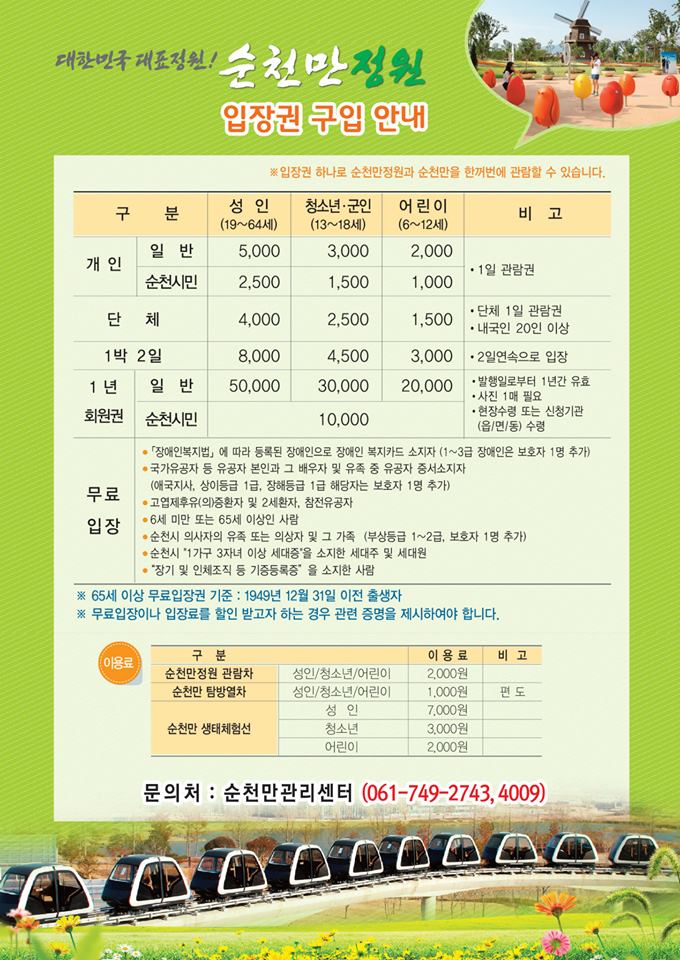 대한민국 대표정원! 순천만정원
입장권 구입 안내
※입장권 하나로 순천만정원과 순천만을 한꺼번에 관람할 수 있습니다.
구 분 성 인 (19~64세) 청소년·군인 (13~18세) 어린이 (6~12세) 비 고
개 인 일 반 5,000 3,000 2,000 • 1일 관람권
순천시민 2,500 1,500 1,000
단 체 4,000 2,500 1,500 • 단체 1일 관람권
• 내국인 20인 이상
1박 2일 8,000 4,500 3,000 • 2일연속으로 입장
1년 회원권 일 반 50,000 30,000 20,000 • 발행일로부터 1년간 유효
• 사진 1매 필요
순천시민 10,000 • 현장수령 또는 신청기관
(읍/면/동) 수령
무료 입장
● 「장애인복지법」에 따라 등록된 장애인으로 장애인 복지카드 소지자 (1~3급 장애인은 보호자 1명 추가)
● 국가유공자 등 유공자 본인과 그 배우자 및 유족 중 유공자 증서소지자
(애국지사, 상이등급 1급, 장해등급 1급 해당자는 보호자 1명 추가)
● 고엽제후유(의)증환자 및 2세환자, 참전유공자
● 6세 미만 또는 65세 이상인 사람
● 순천시 의사자의 유족 또는 의상자 및 그 가족 (부상등급 1~2급, 보호자 1명 추가)
● 순천시 "1가구 3자녀 이상 세대증"을 소지한 세대주 및 세대원
● "장기 및 인체조직 등 기증등록증" 을 소지한 사람
※ 65세 이상 무료입장권 기준 : 1949년 12월 31일 이전 출생자
※ 무료입장이나 입장료를 할인 받고자 하는 경우 관련 증명을 제시하여야 합니다.
이용료
구 분 이 용 료 비 고
순천만정원 관람차 성인/청소년/어린이 2,000원
순천만 탐방열차 성인/청소년/어린이 1,000원 편 도
순천만 생태체험선 성 인 7,000원
청소년 3,000원
어린이 2,000원
문의처 : 순천만관리센터 (061-749-2743, 4009)